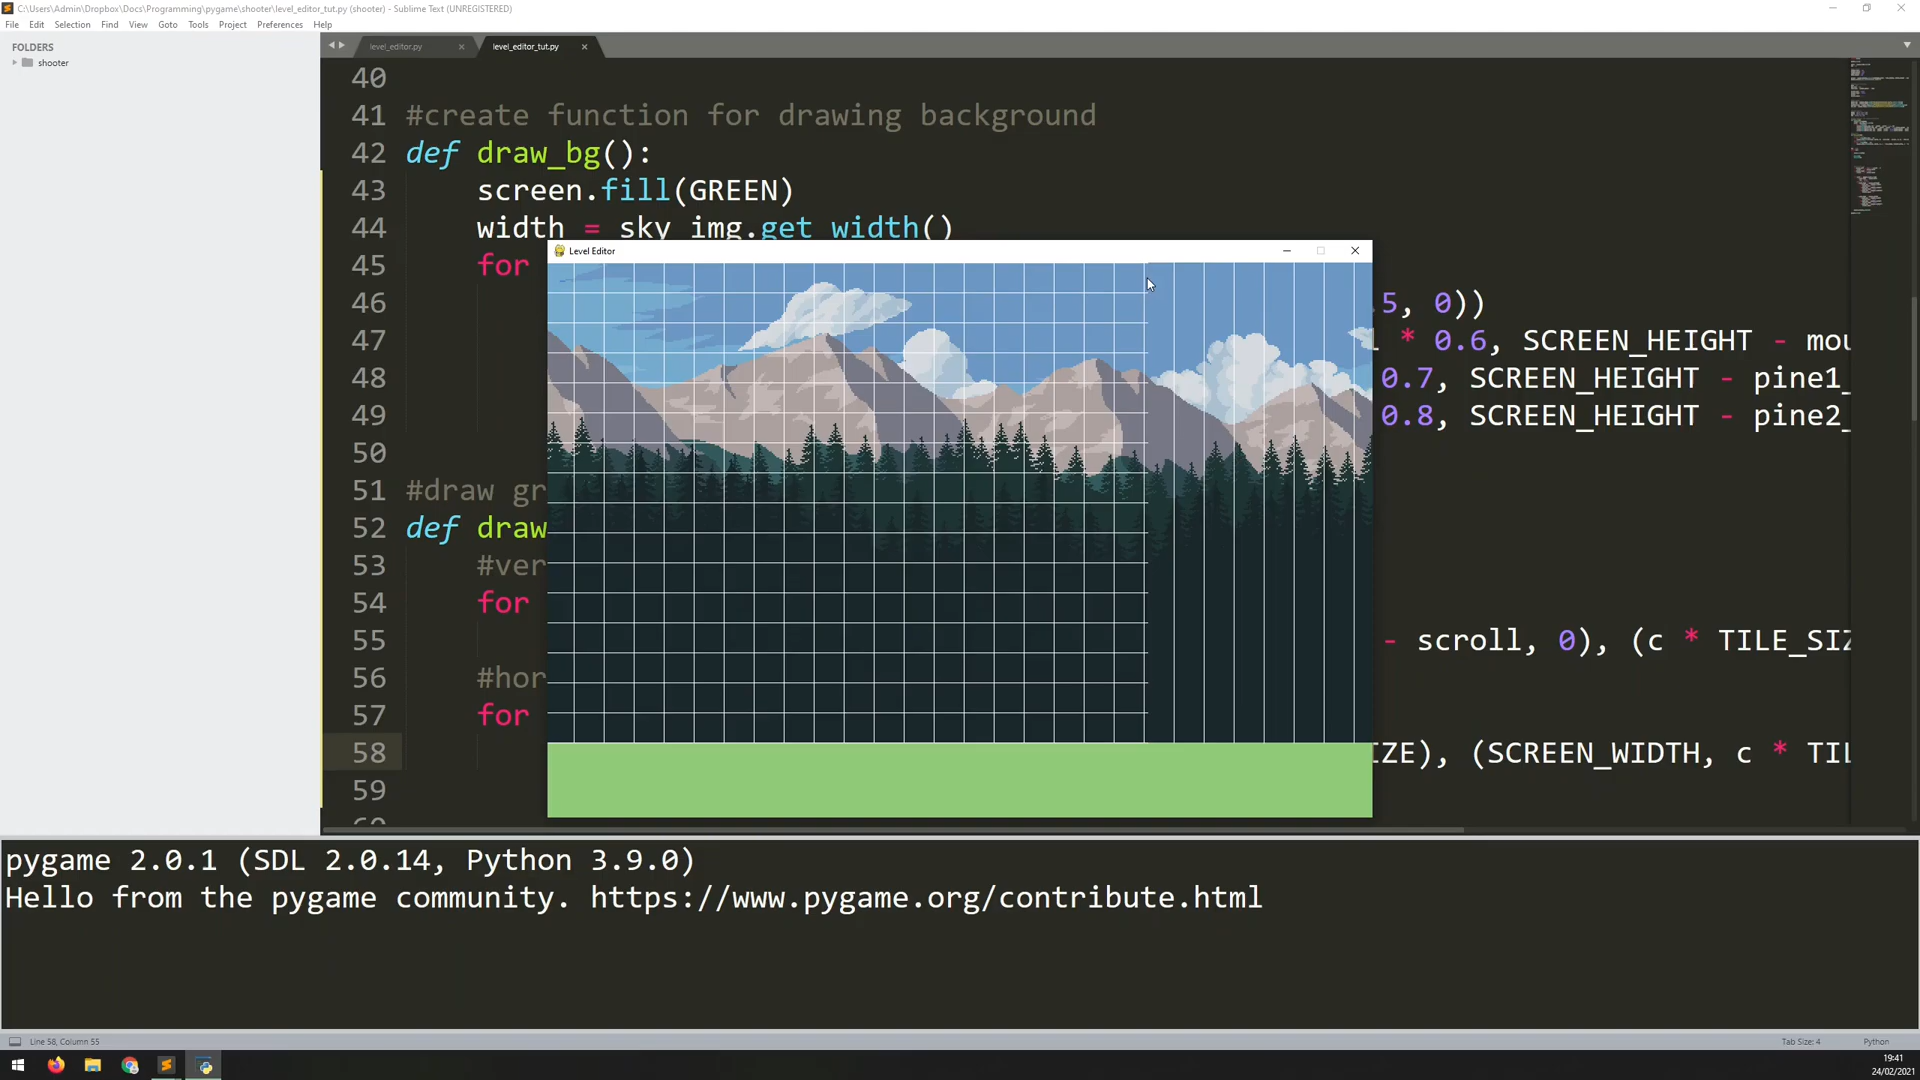 C:\Users\Admin\Dropbox\Docs\Programming\pygame\shooter\level_editor_tut.py (shooter) - Sublime Text (UNREGISTERED)
File Edit Selection Find View Goto Tools Project Preferences Help
FOLDERS
shooter
level_editor.py
level_editor_tut.py
40
41 #create function for drawing background
42 def draw_bg():
43 screen.fill(GREEN)
44 width = sky_img.get_width()
45 for
46 5, 0))
47 * 0.6, SCREEN_HEIGHT - mou
48 0.7, SCREEN_HEIGHT - pine1_
49 0.8, SCREEN_HEIGHT - pine2_
50
51 #draw gr
52 def draw
53 #ver
54 for
55 - scroll, 0), (c * TILE_SIZ
56 #hor
57 for
58 IZE), (SCREEN_WIDTH, c * TIL
59
Level Editor
pygame 2.0.1 (SDL 2.0.14, Python 3.9.0)
Hello from the pygame community. https://www.pygame.org/contribute.html
Line 58, Column 55
Tab Size: 4
Python
19:41
24/02/2021